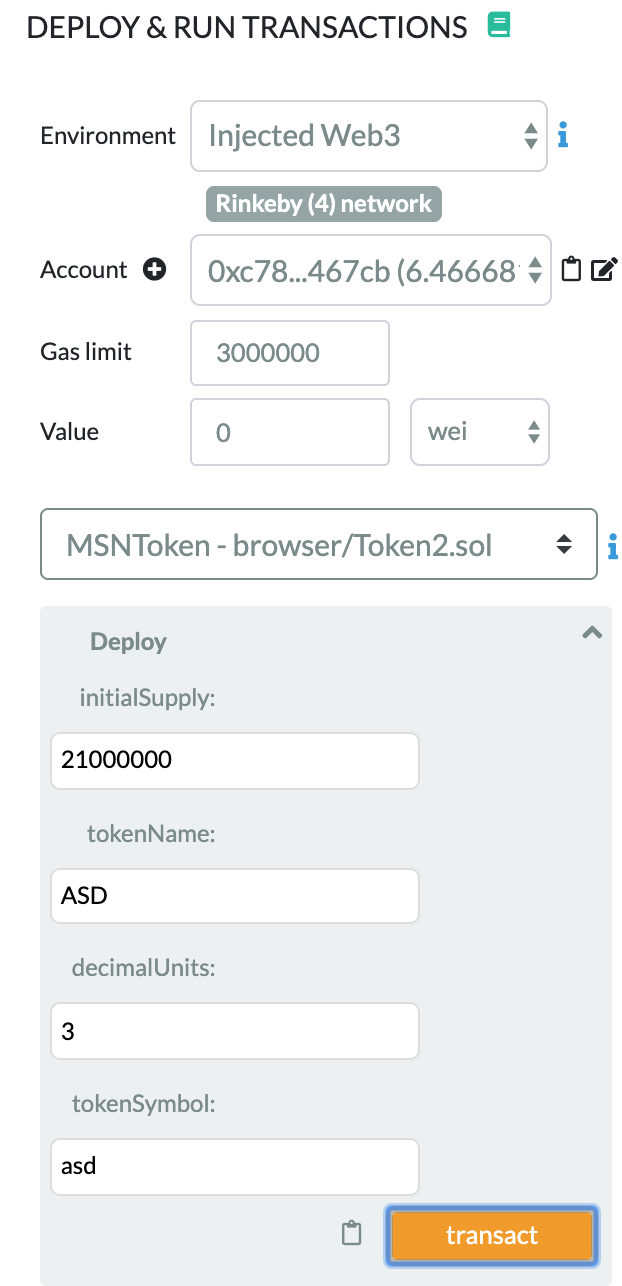 DEPLOY & RUN TRANSACTIONS
Environment Injected Web3
Rinkeby (4) network
Account 0xc78...467cb (6.46668
Gas limit 3000000
Value 0 wei
MSNToken - browser/Token2.sol
Deploy
initialSupply:
21000000
tokenName:
ASD
decimalUnits:
3
tokenSymbol:
asd
transact